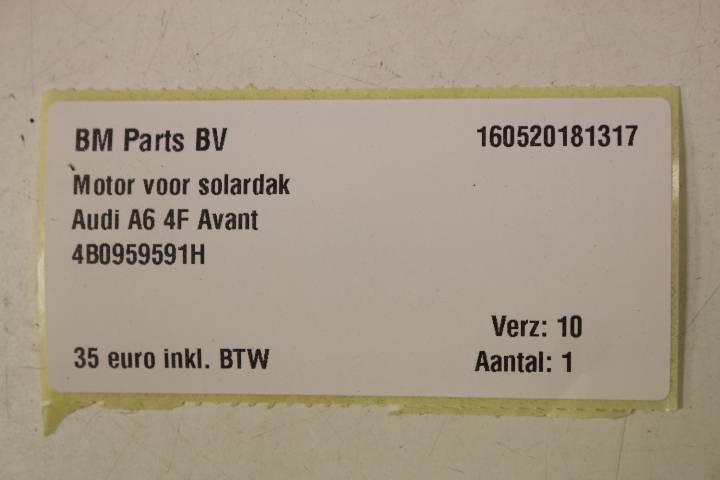 BM Parts BV 160520181317
Motor voor solardak
Audi A6 4F Avant
4B0959591H
Verz: 10
35 euro inkl. BTW Aantal: 1